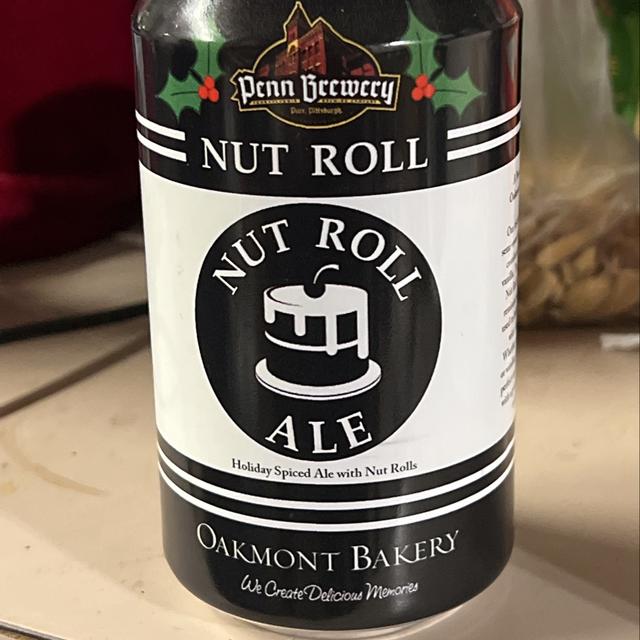 Penn Brewery
Pure. Pittsburgh.
NUT ROLL
NUT ROLL
ALE
Holiday Spiced Ale with Nut Rolls
OAKMONT BAKERY
We Create Delicious Memories